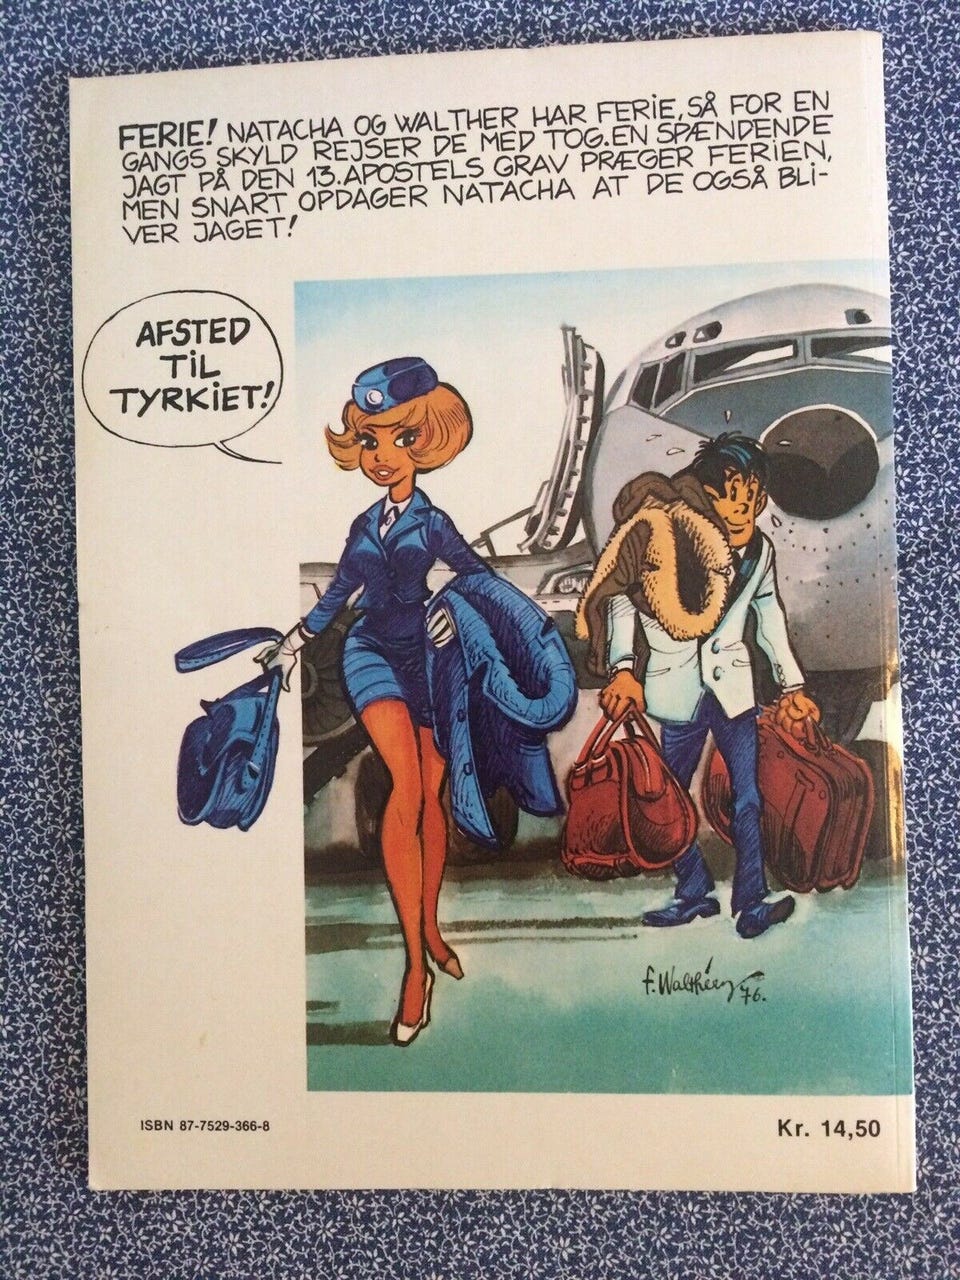 FERIE! NATACHA OG WALTHER HAR FERIE, SÅ FOR EN
GANGS SKYLD REJSER DE MED TOG. EN SPÆNDENDE
JAGT PÅ DEN 13. APOSTELS GRAV PRÆGER FERIEN,
MEN SNART OPDAGER NATACHA AT DE OGSÅ BLI-
VER JAGET!
AFSTED
TIL
TYRKIET!
F. Walthéry
76.
ISBN 87-7529-366-8
Kr. 14,50